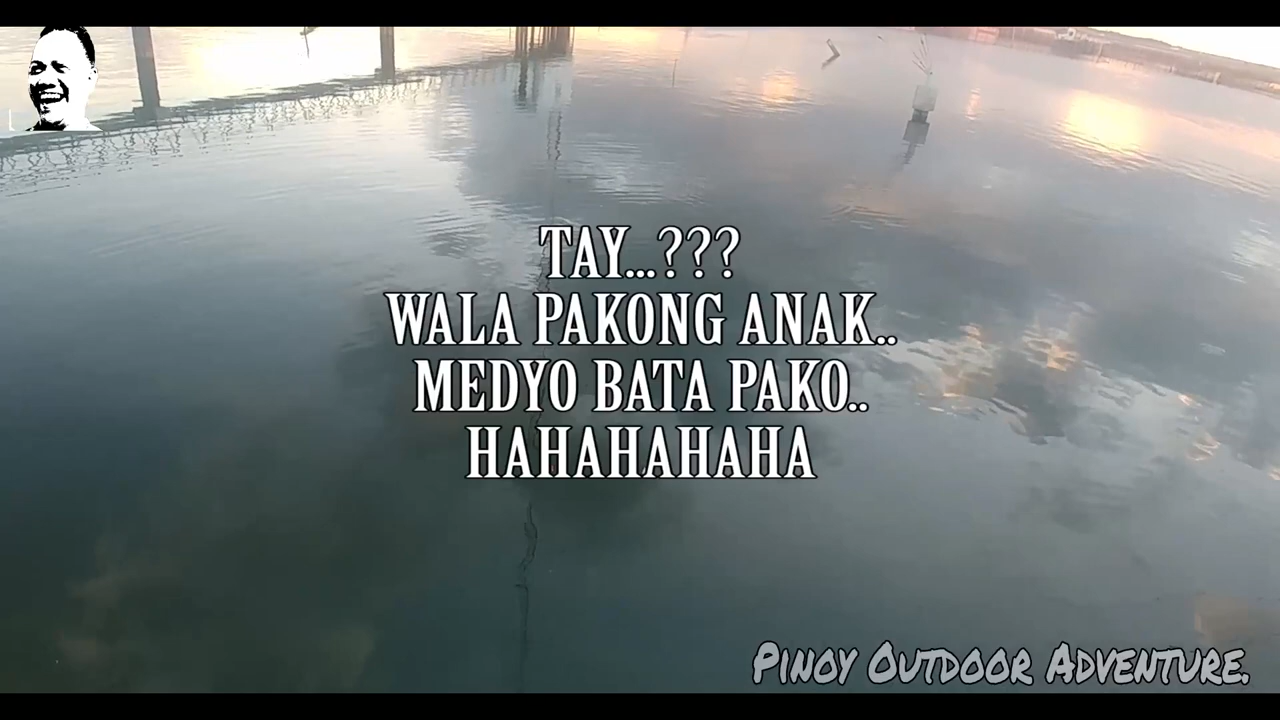 TAY...???
WALA PAKONG ANAK..
MEDYO BATA PAKO..
HAHAHAHAHA
PINOY OUTDOOR ADVENTURE.